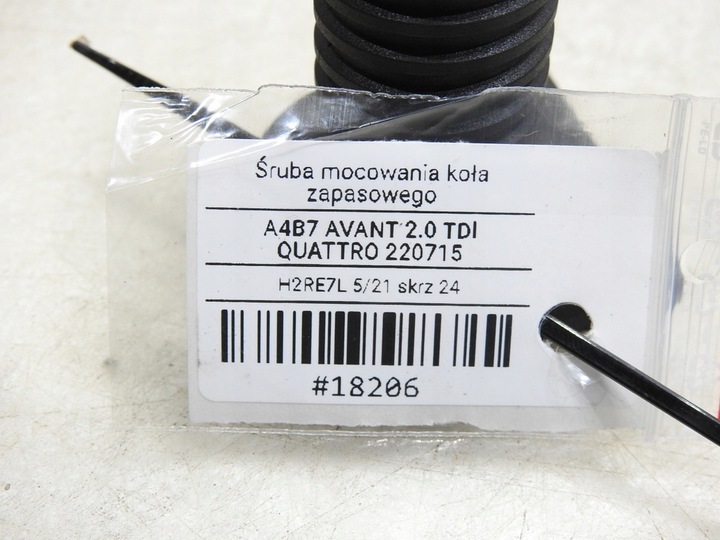 Śruba mocowania koła
zapasowego
A4B7 AVANT 2.0 TDI
QUATTRO 220715
H2RE7L 5/21 skrz 24
#18206